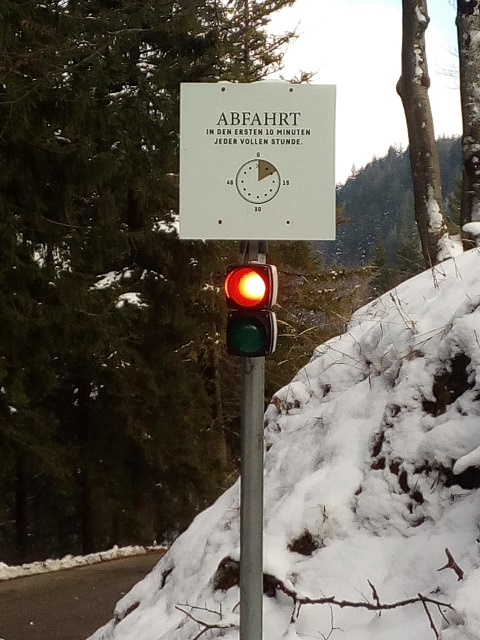 ABFAHRT
IN DEN ERSTEN 10 MINUTEN
JEDER VOLLEN STUNDE.
0
45 15
30